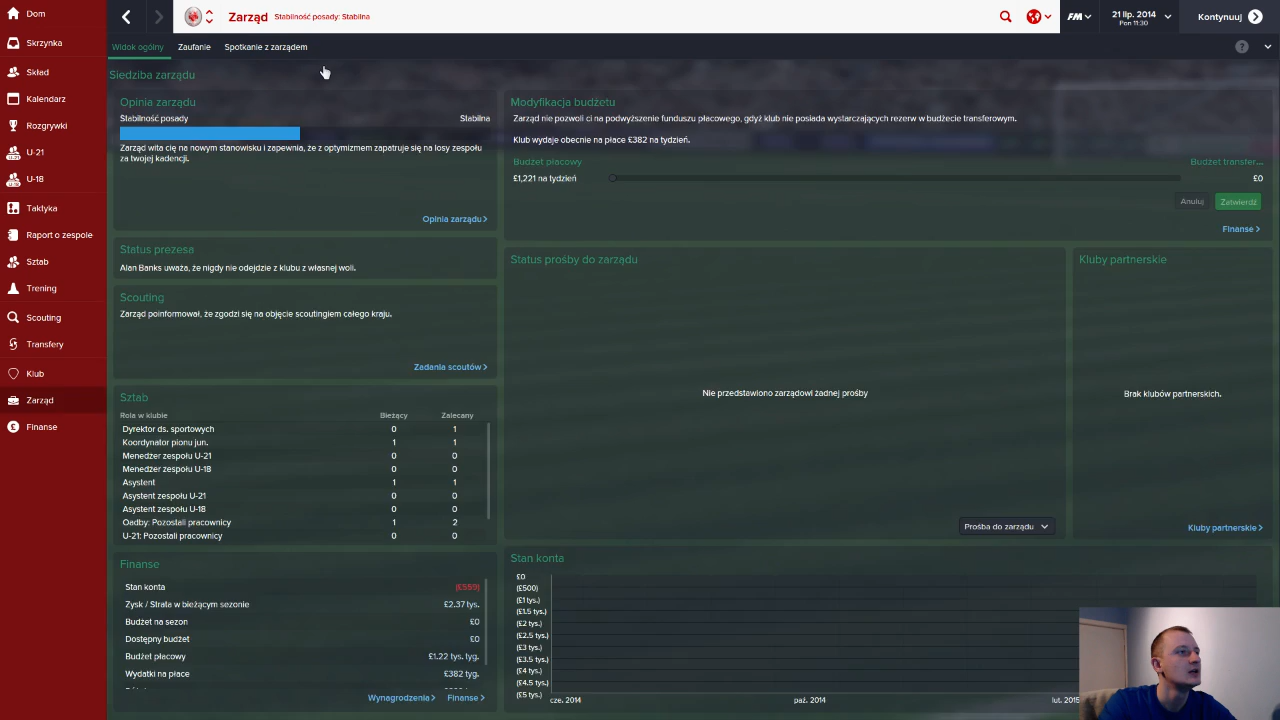 Dom
Skrzynka
Skład
Kalendarz
Rozgrywki
U-21
U-18
Taktyka
Raport o zespole
Sztab
Trening
Scouting
Transfery
Klub
Zarząd
Finanse
Zarząd
Stabilność posady: Stabilna
FM
21 lip. 2014
Pon 11:30
Kontynuuj
Widok ogólny
Zaufanie
Spotkanie z zarządem
?
Siedziba zarządu
Opinia zarządu
Stabilność posady Stabilna
Zarząd wita cię na nowym stanowisku i zapewnia, że z optymizmem zapatruje się na losy zespołu
za twojej kadencji.
Opinia zarządu
Status prezesa
Alan Banks uważa, że nigdy nie odejdzie z klubu z własnej woli.
Scouting
Zarząd poinformował, że zgodzi się na objęcie scoutingiem całego kraju.
Zadania scoutów
Sztab
Rola w klubie Bieżący Zalecany
Dyrektor ds. sportowych 0 1
Koordynator pionu jun. 1 1
Menedżer zespołu U-21 0 0
Menedżer zespołu U-18 0 0
Asystent 1 1
Asystent zespołu U-21 0 0
Asystent zespołu U-18 0 0
Oadby: Pozostali pracownicy 1 2
U-21: Pozostali pracownicy 0 0
Finanse
Stan konta (£559)
Zysk / Strata w bieżącym sezonie £2.37 tys.
Budżet na sezon £0
Dostępny budżet £0
Budżet płacowy £1.22 tys. tyg.
Wydatki na płace £382 tyg.
Wynagrodzenia Finanse
Modyfikacja budżetu
Zarząd nie pozwoli ci na podwyższenie funduszu płacowego, gdyż klub nie posiada wystarczających rezerw w budżecie transferowym.
Klub wydaje obecnie na płace £382 na tydzień.
Budżet płacowy Budżet transfer...
£1,221 na tydzień £0
Anuluj Zatwierdź
Finanse
Status prośby do zarządu
Nie przedstawiono zarządowi żadnej prośby
Prośba do zarządu
Kluby partnerskie
Brak klubów partnerskich.
Kluby partnerskie
Stan konta
£0
(£500)
(£1 tys.)
(£1.5 tys.)
(£2 tys.)
(£2.5 tys.)
(£3 tys.)
(£3.5 tys.)
(£4 tys.)
(£4.5 tys.)
(£5 tys.)
cze. 2014 paź. 2014 lut. 2015